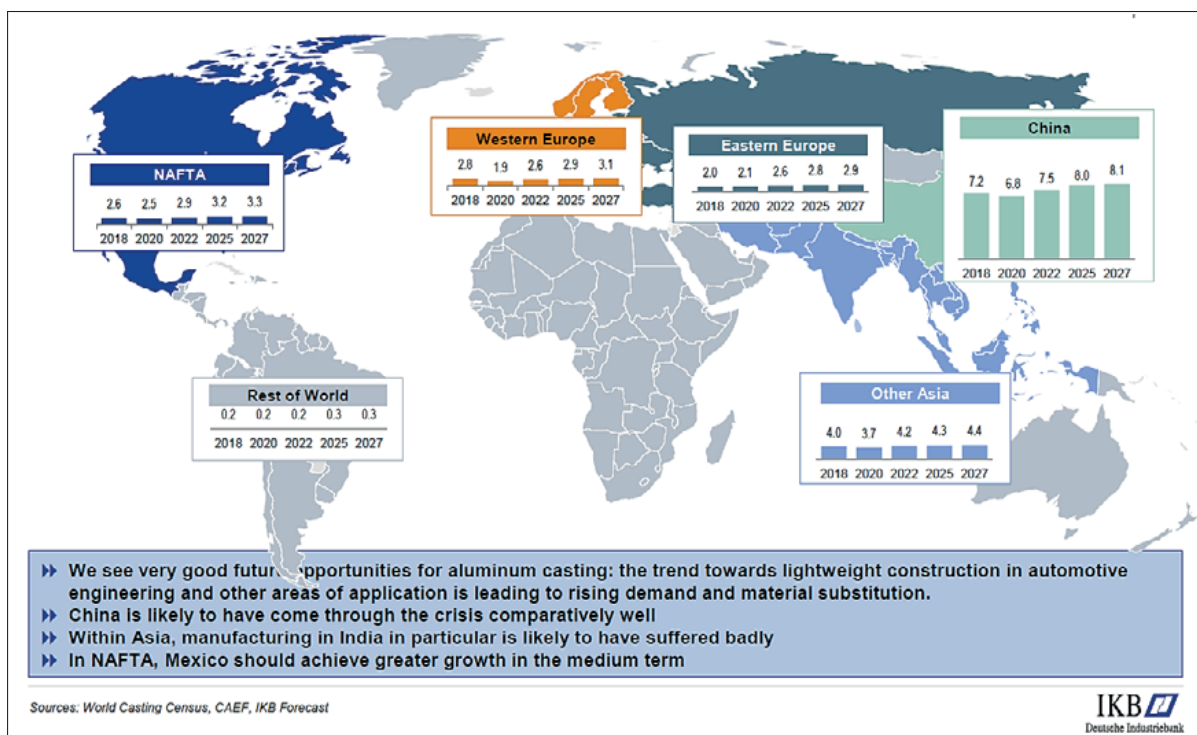 NAFTA
2.6 2.5 2.9 3.2 3.3
2018 2020 2022 2025 2027
Western Europe
2.8 1.9 2.6 2.9 3.1
2018 2020 2022 2025 2027
Eastern Europe
2.0 2.1 2.6 2.8 2.9
2018 2020 2022 2025 2027
China
7.2 6.8 7.5 8.0 8.1
2018 2020 2022 2025 2027
Rest of World
0.2 0.2 0.2 0.3 0.3
2018 2020 2022 2025 2027
Other Asia
4.0 3.7 4.2 4.3 4.4
2018 2020 2022 2025 2027
We see very good future opportunities for aluminum casting: the trend towards lightweight construction in automotive
engineering and other areas of application is leading to rising demand and material substitution.
China is likely to have come through the crisis comparatively well
Within Asia, manufacturing in India in particular is likely to have suffered badly
In NAFTA, Mexico should achieve greater growth in the medium term
Sources: World Casting Census, CAEF, IKB Forecast
IKB
Deutsche Industriebank